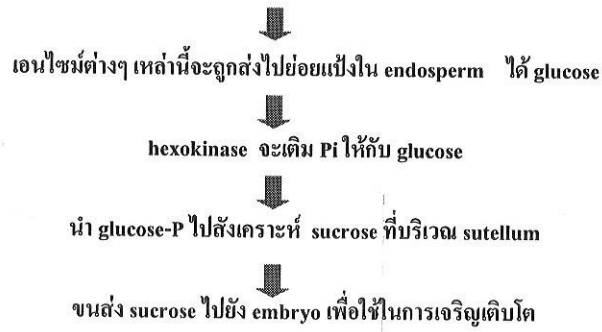 เอนไซม์ต่างๆ เหล่านี้จะถูกส่งไปย่อยแป้งใน endosperm ได้ glucose
hexokinase จะเติม Pi ให้กับ glucose
นำ glucose-P ไปสังเคราะห์ sucrose ที่บริเวณ sutellum
ขนส่ง sucrose ไปยัง embryo เพื่อใช้ในการเจริญเติบโต